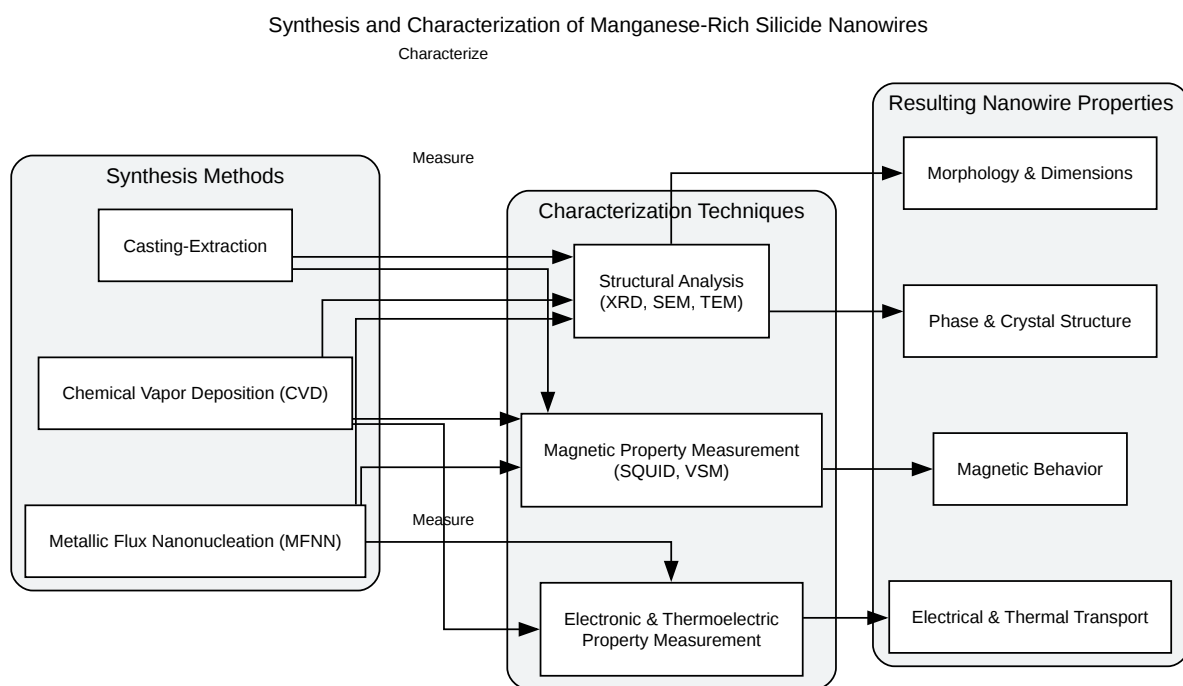 Synthesis and Characterization of Manganese-Rich Silicide Nanowires
Characterize
Measure
Measure
Synthesis Methods
Casting-Extraction
Chemical Vapor Deposition (CVD)
Metallic Flux Nanonucleation (MFNN)
Characterization Techniques
Structural Analysis
(XRD, SEM, TEM)
Magnetic Property Measurement
(SQUID, VSM)
Electronic & Thermoelectric
Property Measurement
Resulting Nanowire Properties
Morphology & Dimensions
Phase & Crystal Structure
Magnetic Behavior
Electrical & Thermal Transport